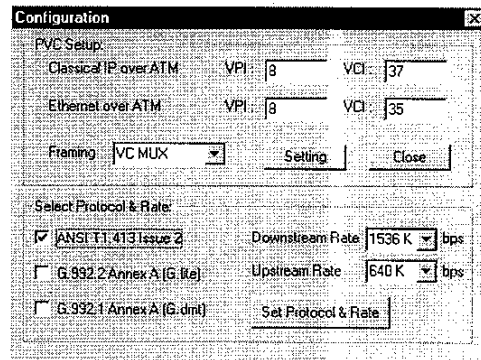 Configuration
PVC Setup:
Classical IP over ATM VPI : 8 VCI : 37
Ethernet over ATM VPI : 8 VCI : 35
Framing VC MUX Setting Close
Select Protocol & Rate:
ANSI T1.413 Issue 2 Downstream Rate 1536 K bps
G.992.2 Annex A (G.lite) Upstream Rate 640 K bps
G.992.1 Annex A (G.dmt) Set Protocol & Rate